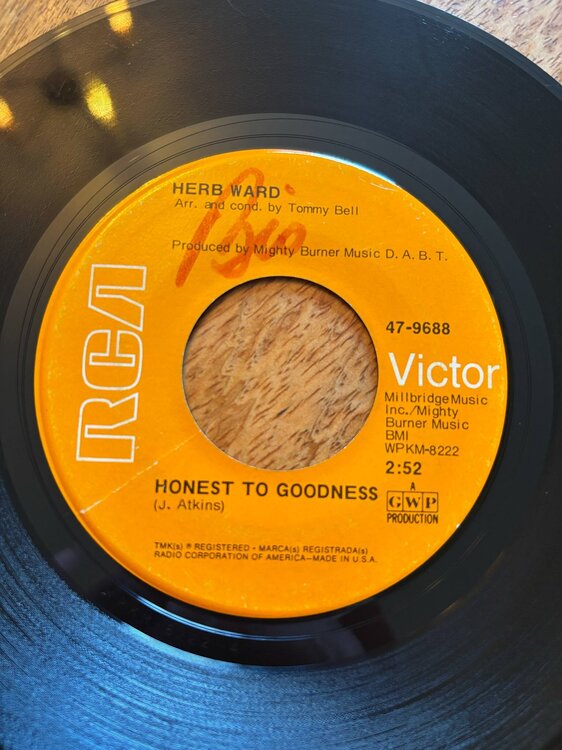 HERB WARD
Arr. and cond. by Tommy Bell
Produced by Mighty Burner Music D. A. B. T.
RCA
47-9688
Victor
Millbridge Music
Inc./Mighty
Burner Music
BMI
WPKM-8222
2:52
HONEST TO GOODNESS
(J. Atkins)
A
GWP
PRODUCTION
TMK(s) ® REGISTERED • MARCA(s) REGISTRADA(s)
RADIO CORPORATION OF AMERICA—MADE IN U.S.A.